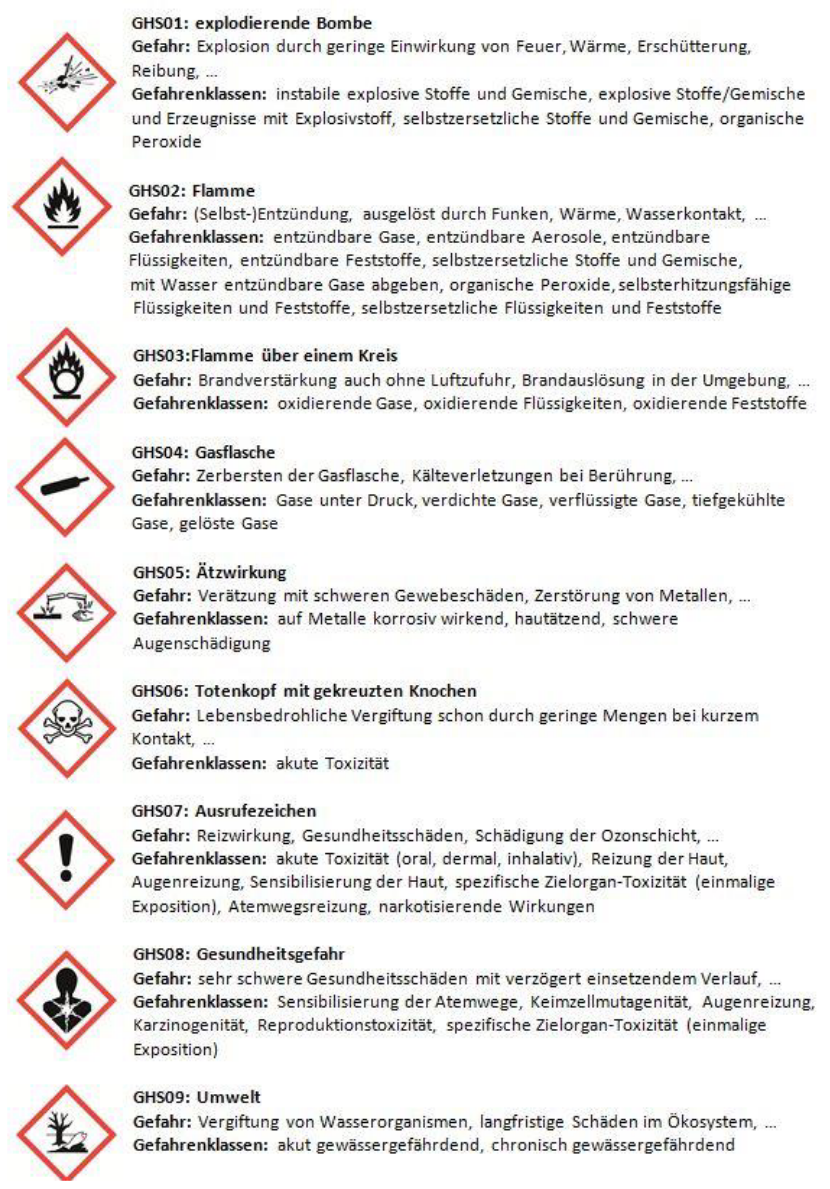 GHS01: explodierende Bombe
Gefahr: Explosion durch geringe Einwirkung von Feuer, Wärme, Erschütterung,
Reibung, ...
Gefahrenklassen: instabile explosive Stoffe und Gemische, explosive Stoffe/Gemische
und Erzeugnisse mit Explosivstoff, selbstzersetzliche Stoffe und Gemische, organische
Peroxide
GHS02: Flamme
Gefahr: (Selbst-)Entzündung, ausgelöst durch Funken, Wärme, Wasserkontakt, ...
Gefahrenklassen: entzündbare Gase, entzündbare Aerosole, entzündbare
Flüssigkeiten, entzündbare Feststoffe, selbstzersetzliche Stoffe und Gemische,
mit Wasser entzündbare Gase abgeben, organische Peroxide, selbsterhitzungsfähige
Flüssigkeiten und Feststoffe, selbstzersetzliche Flüssigkeiten und Feststoffe
GHS03:Flamme über einem Kreis
Gefahr: Brandverstärkung auch ohne Luftzufuhr, Brandauslösung in der Umgebung, ...
Gefahrenklassen: oxidierende Gase, oxidierende Flüssigkeiten, oxidierende Feststoffe
GHS04: Gasflasche
Gefahr: Zerbersten der Gasflasche, Kälteverletzungen bei Berührung, ...
Gefahrenklassen: Gase unter Druck, verdichte Gase, verflüssigte Gase, tiefgekühlte
Gase, gelöste Gase
GHS05: Ätzwirkung
Gefahr: Verätzung mit schweren Gewebeschäden, Zerstörung von Metallen, ...
Gefahrenklassen: auf Metalle korrosiv wirkend, hautätzend, schwere
Augenschädigung
GHS06: Totenkopf mit gekreuzten Knochen
Gefahr: Lebensbedrohliche Vergiftung schon durch geringe Mengen bei kurzem
Kontakt, ...
Gefahrenklassen: akute Toxizität
GHS07: Ausrufezeichen
Gefahr: Reizwirkung, Gesundheitsschäden, Schädigung der Ozonschicht, ...
Gefahrenklassen: akute Toxizität (oral, dermal, inhalativ), Reizung der Haut,
Augenreizung, Sensibilisierung der Haut, spezifische Zielorgan-Toxizität (einmalige
Exposition), Atemwegsreizung, narkotisierende Wirkungen
GHS08: Gesundheitsgefahr
Gefahr: sehr schwere Gesundheitsschäden mit verzögert einsetzendem Verlauf, ...
Gefahrenklassen: Sensibilisierung der Atemwege, Keimzellmutagenität, Augenreizung,
Karzinogenität, Reproduktionstoxizität, spezifische Zielorgan-Toxizität (einmalige
Exposition)
GHS09: Umwelt
Gefahr: Vergiftung von Wasserorganismen, langfristige Schäden im Ökosystem, ...
Gefahrenklassen: akut gewässergefährdend, chronisch gewässergefährdend